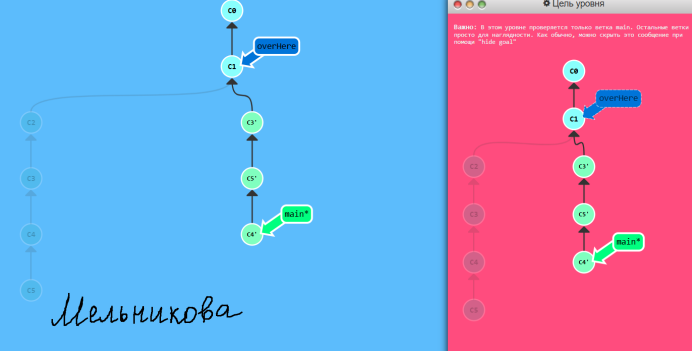 C0
overHere
C1
C2
C3'
C3
C5'
C4
main*
C4'
C5
Мельникова
Цель уровня
Важно: В этом уровне проверяется только ветка main. Остальные ветки
просто для наглядности. Как обычно, можно скрыть это сообщение при
помощи "hide goal"
C0
overHere
C1
C2
C3'
C3
C5'
main*
C4
C4'
C5